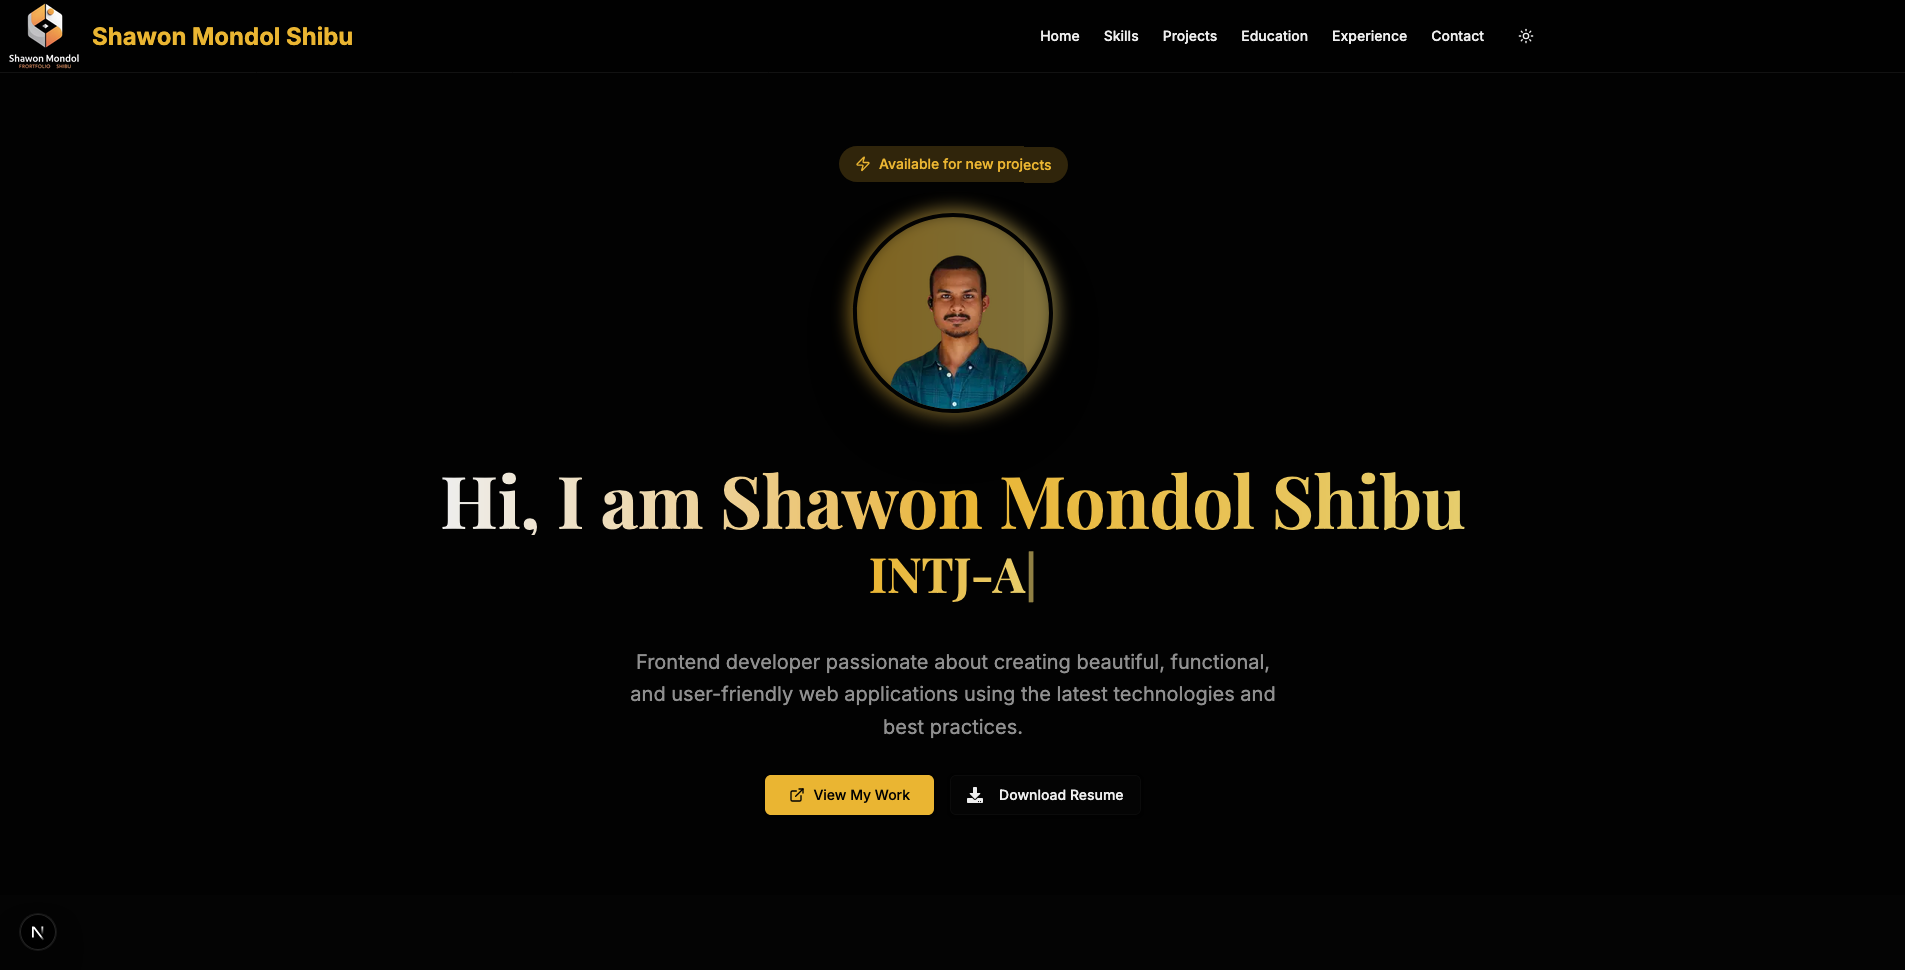 Shawon Mondol
PRORTFOLIO SHIBU
Shawon Mondol Shibu
Home Skills Projects Education Experience Contact
Available for new projects
Hi, I am Shawon Mondol Shibu
INTJ-A
Frontend developer passionate about creating beautiful, functional,
and user-friendly web applications using the latest technologies and
best practices.
View My Work Download Resume
N